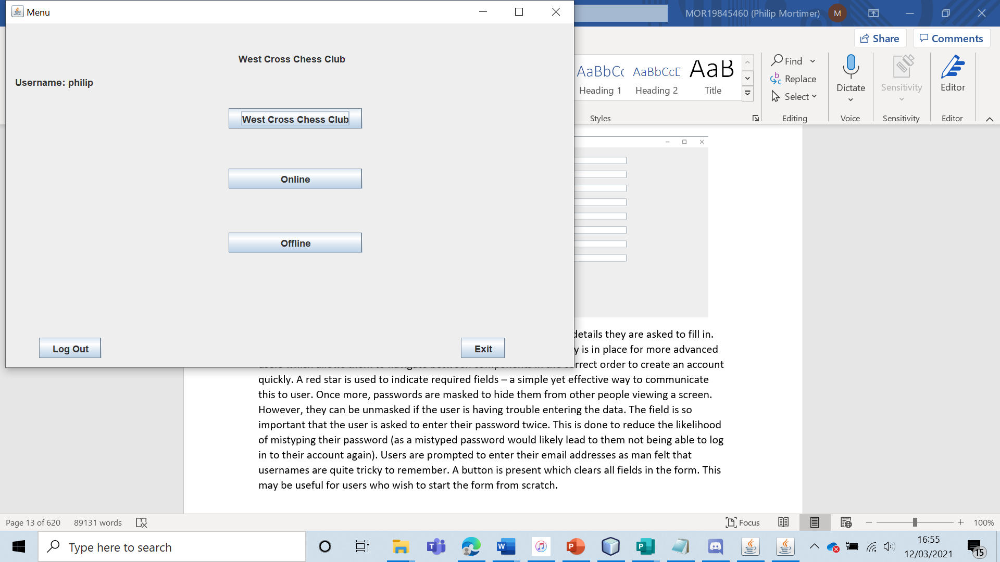 Menu
West Cross Chess Club
Username: philip
West Cross Chess Club
Online
Offline
Log Out
Exit
MOR19845460 (Philip Mortimer)
M
Share
Comments
AaBbCc
AaBbCcD
AaB
Heading 1
Heading 2
Title
Find
Replace
Select
Dictate
Sensitivity
Editor
Styles
Editing
Voice
Sensitivity
Editor
details they are asked to fill in.
y is in place for more advanced
rrect order to create an account
quickly. A red star is used to indicate required fields – a simple yet effective way to communicate
this to user. Once more, passwords are masked to hide them from other people viewing a screen.
However, they can be unmasked if the user is having trouble entering the data. The field is so
important that the user is asked to enter their password twice. This is done to reduce the likelihood
of mistyping their password (as a mistyped password would likely lead to them not being able to log
in to their account again). Users are prompted to enter their email addresses as man felt that
usernames are quite tricky to remember. A button is present which clears all fields in the form. This
may be useful for users who wish to start the form from scratch.
Page 13 of 620
89131 words
Focus
100%
Type here to search
16:55
12/03/2021
15